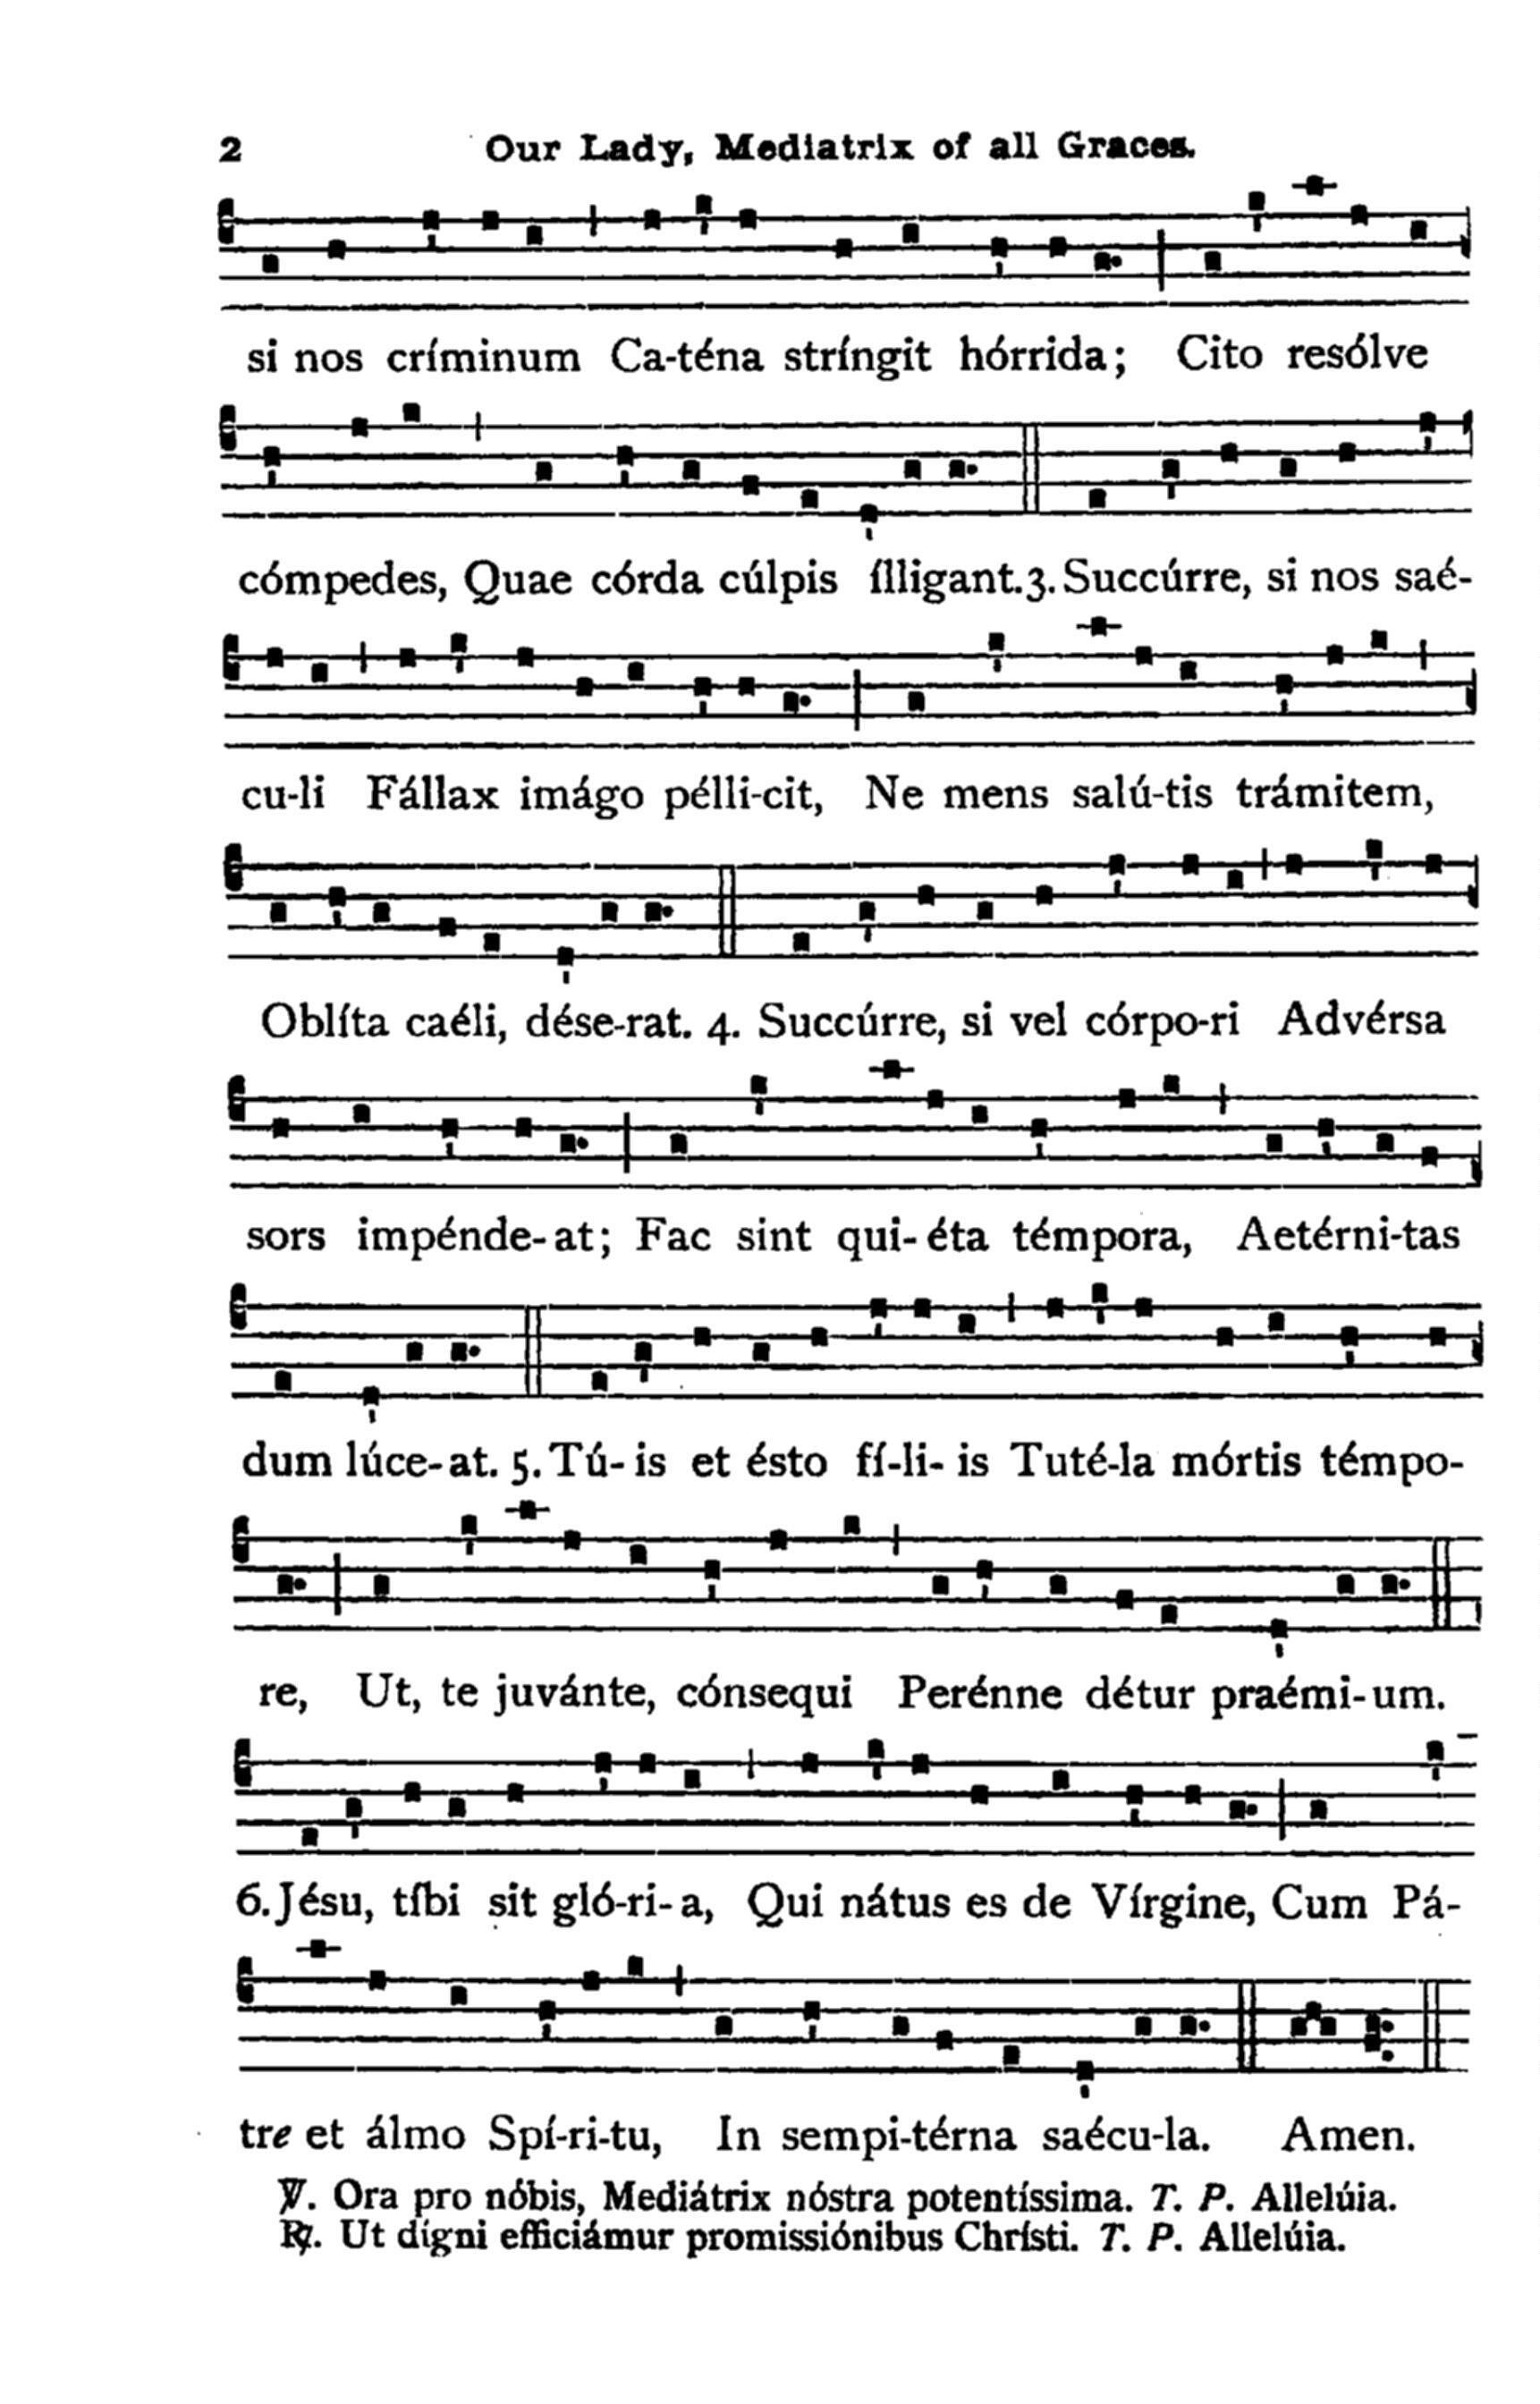 2 Our Lady, Mediatrix of all Graces.
si nos críminum Ca-téna stríngit hórrida; Cito resólve
cómpedes, Quae córda cúlpis ílligant. 3. Succúrre, si nos saé-
cu-li Fállax imágo pélli-cit, Ne mens salú-tis trámitem,
Oblíta caéli, dése-rat. 4. Succúrre, si vel córpo-ri Advérsa
sors impénde-at; Fac sint qui-éta témpora, Aetérni-tas
dum lúce-at. 5. Tú-is et ésto fí-li-is Tuté-la mórtis témpo-
re, Ut, te juvánte, cónsequi Perénne détur praémi-um.
6. Jésu, tíbi sit gló-ri-a, Qui nátus es de Vírgine, Cum Pá-
tre et álmo Spí-ri-tu, In sempi-térna saécu-la. Amen.
℣. Ora pro nóbis, Mediátrix nóstra potentíssima. T. P. Allelúia.
℟. Ut dígni efficiámur promissiónibus Chrísti. T. P. Allelúia.